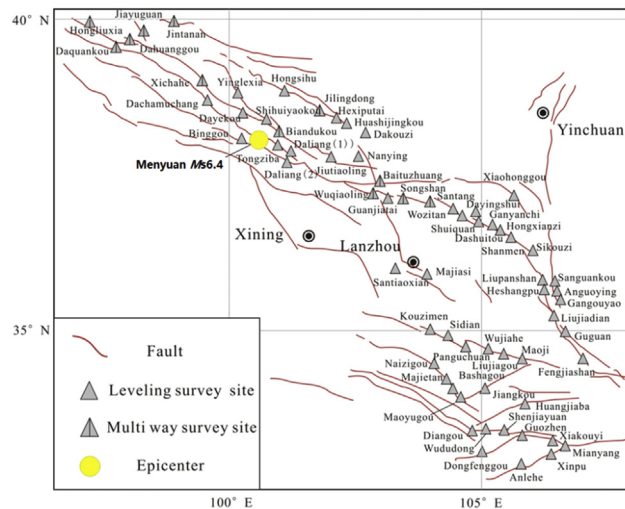 40° N
Jiayuguan
Hongliuxia
Jintanan
Daquankou
Dahuanggou
Xichahe
Yinglexia
Hongsihu
Jilingdong
Dachamuchang
Shihuiyaokou
Hexiputai
Dayekou
Huashijingkou
Biandukou
Dakouzi
Binggou
Daliang (1))
Yinchuan
Menyuan Ms6.4
Tongziba
Nanying
Daliang (2)
Jiutiaoling
Baituzhuang
Xiaohonggou
Wuqiaoling
Songshan
Santang
Dayingshui
Guanjiatai
Wozitan
Ganyanchi
Xining
Lanzhou
Shuiquan
Hongxianzi
Dashuitou
Shanmen
Sikouzi
Santiaoxian
Majiasi
Liupanshan
Sanguankou
Heshangpu
Anguoying
Gangouyao
Kouzimen
Liujiadian
35° N
Sidian
Guguan
Wujiahe
Panguchuan
Maoji
Naizigou
Liujagou
Fengjiashan
Majietan
Bashagou
Jiangkou
Maoyugou
Huangjiaba
Shenjiayuan
Diangou
Guozhen
Xiakouyi
Wududong
Mianyang
Dongfenggou
Xinpu
Anlehe
Fault
Leveling survey site
Multi way survey site
Epicenter
100° E
105° E